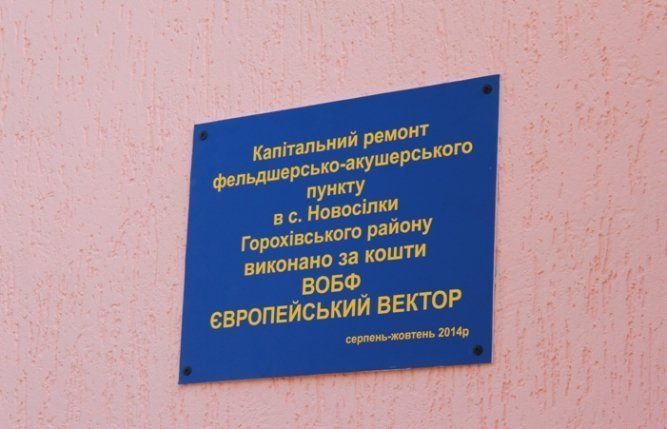 Капітальний ремонт
фельдшерсько-акушерського
пункту
в с. Новосілки
Горохівського району
виконано за кошти
ВОБФ
ЄВРОПЕЙСЬКИЙ ВЕКТОР
серпень-жовтень 2014р